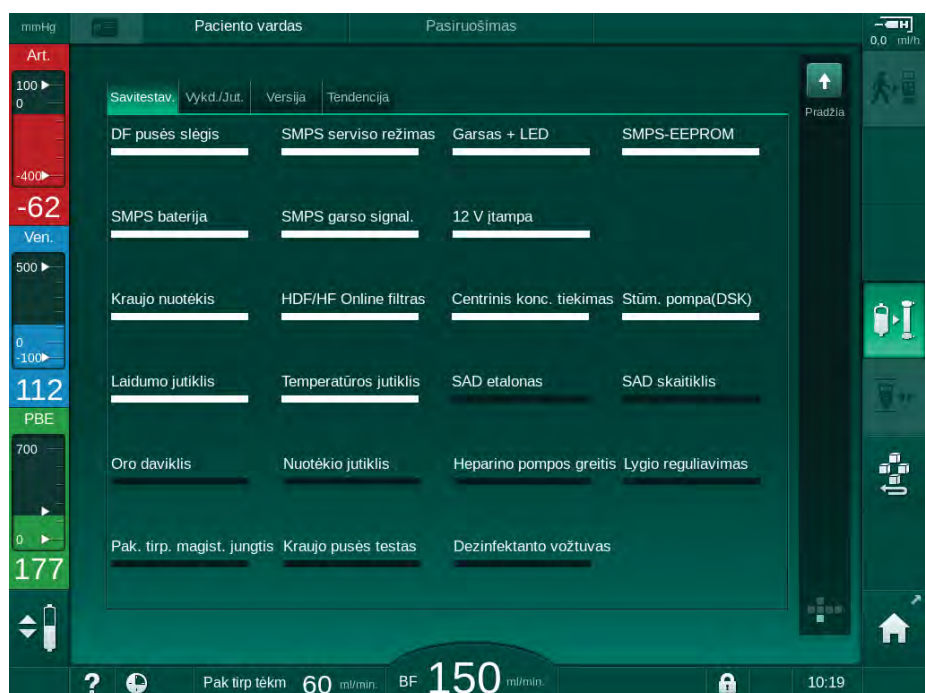 mmHg
Paciento vardas
Pasiruošimas
0,0 ml/h
Art.
100
0
-400
-62
Ven.
500
0
-100
112
PBE
700
0
177
Pradžia
Savitestav. Vykd./Jut. Versija Tendencija
DF pusės slėgis SMPS serviso režimas Garsas + LED SMPS-EEPROM
SMPS baterija SMPS garso signal. 12 V įtampa
Kraujo nuotėkis HDF/HF Online filtras Centrinis konc. tiekimas Stūm. pompa(DSK)
Laidumo jutiklis Temperatūros jutiklis SAD etalonas SAD skaitiklis
Oro daviklis Nuotėkio jutiklis Heparino pompos greitis Lygio reguliavimas
Pak. tirp. magist. jungtis Kraujo pusės testas Dezinfektanto vožtuvas
? Pak tirp tėkm 60 ml/min. BF 150 ml/min. 10:19